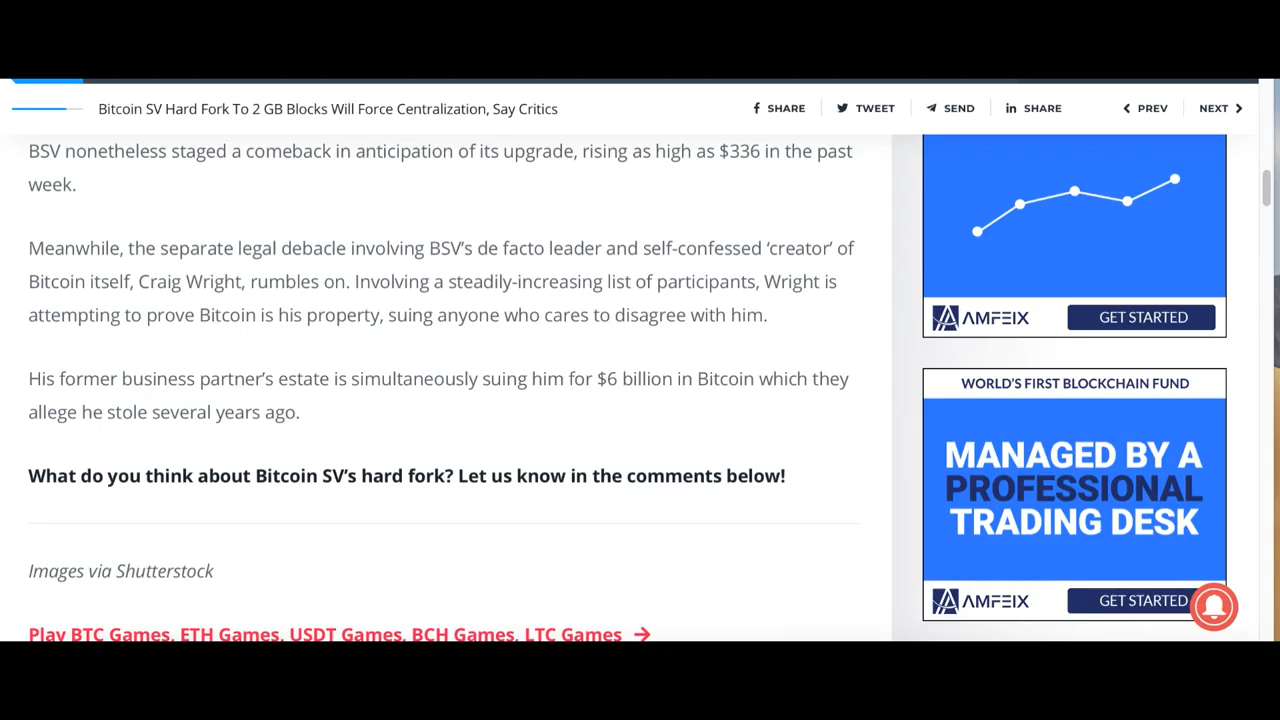 Bitcoin SV Hard Fork To 2 GB Blocks Will Force Centralization, Say Critics
SHARE
TWEET
SEND
SHARE
PREV
NEXT
BSV nonetheless staged a comeback in anticipation of its upgrade, rising as high as $336 in the past
week.
Meanwhile, the separate legal debacle involving BSV’s de facto leader and self-confessed ‘creator’ of
Bitcoin itself, Craig Wright, rumbles on. Involving a steadily-increasing list of participants, Wright is
attempting to prove Bitcoin is his property, suing anyone who cares to disagree with him.
His former business partner’s estate is simultaneously suing him for $6 billion in Bitcoin which they
allege he stole several years ago.
What do you think about Bitcoin SV’s hard fork? Let us know in the comments below!
Images via Shutterstock
Play BTC Games, ETH Games, USDT Games, BCH Games, LTC Games
AMFEIX
GET STARTED
WORLD’S FIRST BLOCKCHAIN FUND
MANAGED BY A
PROFESSIONAL
TRADING DESK
AMFEIX
GET STARTED